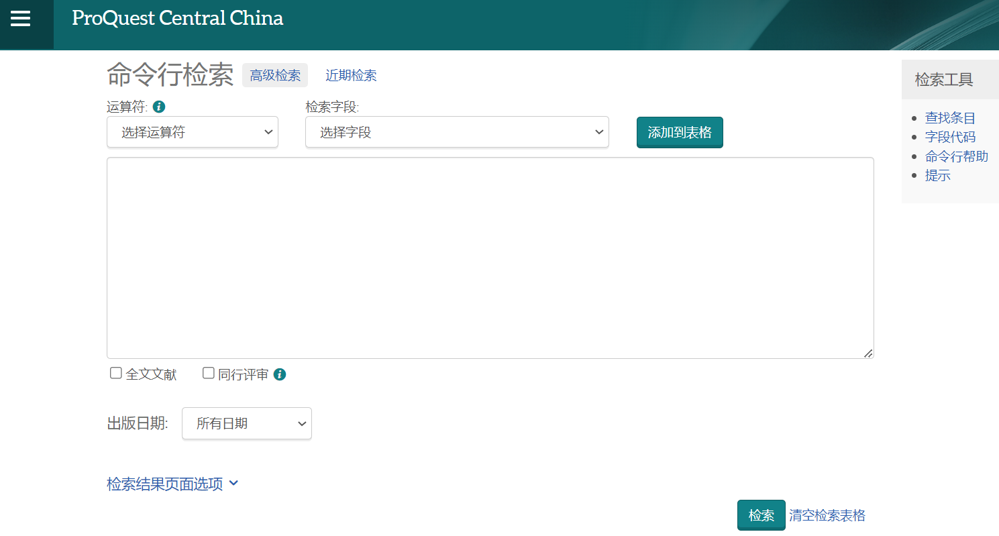 ProQuest Central China
命令行检索 高级检索 近期检索
运算符: 检索字段:
选择运算符 选择字段 添加到表格
全文文献 同行评审
出版日期: 所有日期
检索结果页面选项
检索 清空检索表格
检索工具
查找条目
字段代码
命令行帮助
提示